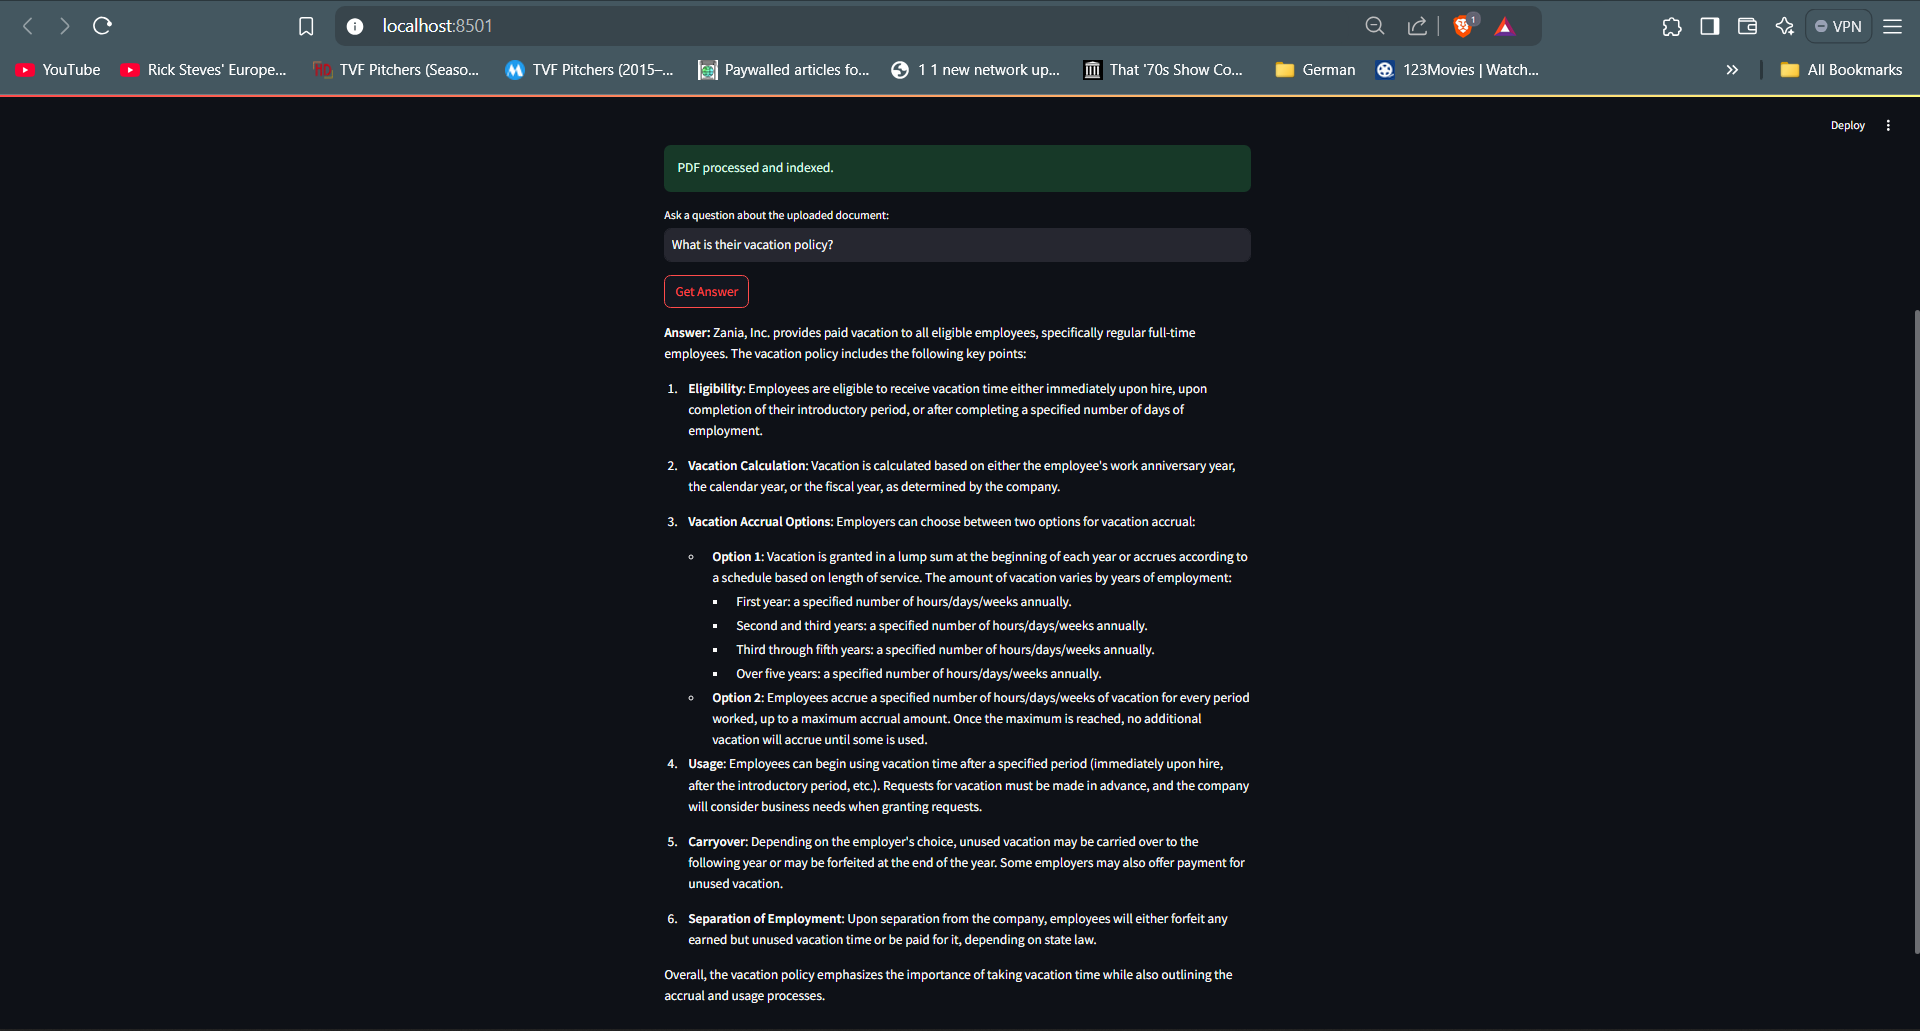 localhost:8501
1
VPN
YouTube
Rick Steves' Europe...
TVF Pitchers (Seaso...
TVF Pitchers (2015–...
Paywalled articles fo...
1 1 new network up...
That '70s Show Co...
German
123Movies | Watch...
All Bookmarks
Deploy
PDF processed and indexed.
Ask a question about the uploaded document:
What is their vacation policy?
Get Answer
Answer: Zania, Inc. provides paid vacation to all eligible employees, specifically regular full-time
employees. The vacation policy includes the following key points:
1. Eligibility: Employees are eligible to receive vacation time either immediately upon hire, upon
completion of their introductory period, or after completing a specified number of days of
employment.
2. Vacation Calculation: Vacation is calculated based on either the employee's work anniversary year,
the calendar year, or the fiscal year, as determined by the company.
3. Vacation Accrual Options: Employers can choose between two options for vacation accrual:
Option 1: Vacation is granted in a lump sum at the beginning of each year or accrues according to
a schedule based on length of service. The amount of vacation varies by years of employment:
First year: a specified number of hours/days/weeks annually.
Second and third years: a specified number of hours/days/weeks annually.
Third through fifth years: a specified number of hours/days/weeks annually.
Over five years: a specified number of hours/days/weeks annually.
Option 2: Employees accrue a specified number of hours/days/weeks of vacation for every period
worked, up to a maximum accrual amount. Once the maximum is reached, no additional
vacation will accrue until some is used.
4. Usage: Employees can begin using vacation time after a specified period (immediately upon hire,
after the introductory period, etc.). Requests for vacation must be made in advance, and the company
will consider business needs when granting requests.
5. Carryover: Depending on the employer's choice, unused vacation may be carried over to the
following year or may be forfeited at the end of the year. Some employers may also offer payment for
unused vacation.
6. Separation of Employment: Upon separation from the company, employees will either forfeit any
earned but unused vacation time or be paid for it, depending on state law.
Overall, the vacation policy emphasizes the importance of taking vacation time while also outlining the
accrual and usage processes.